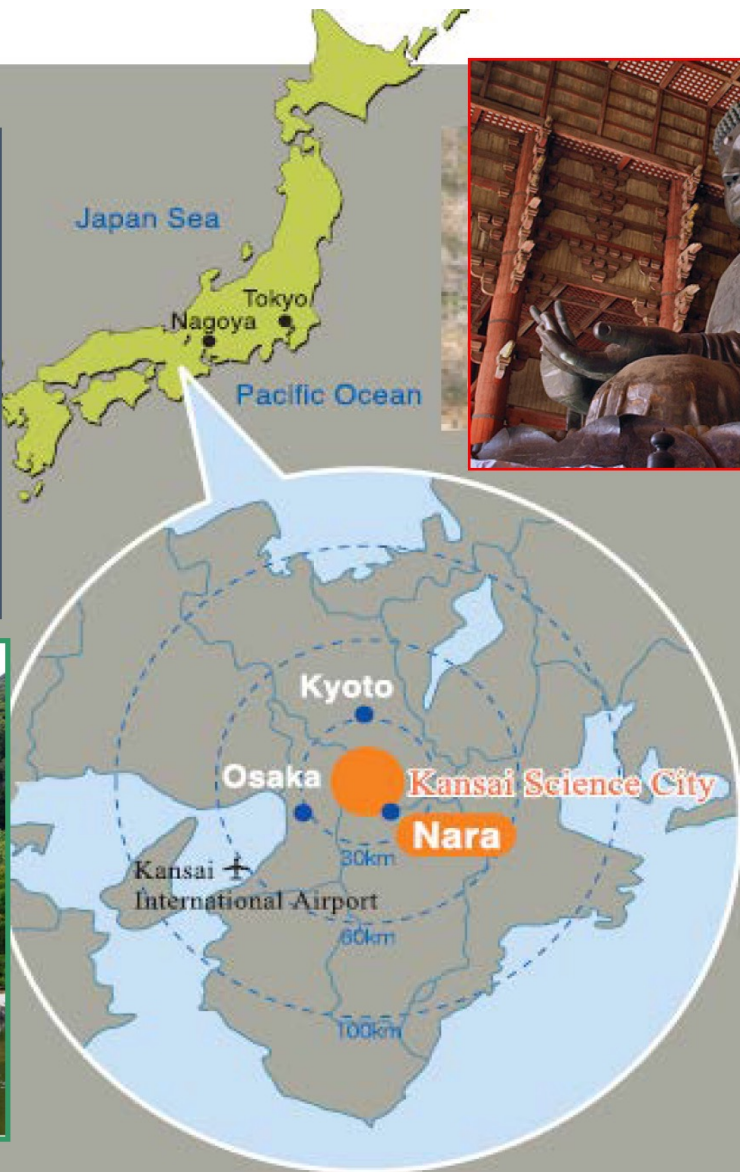 Japan Sea
Tokyo
Nagoya
Pacific Ocean
Kyoto
Osaka
Kansai Science City
Nara
30km
Kansai
International Airport
60km
100km